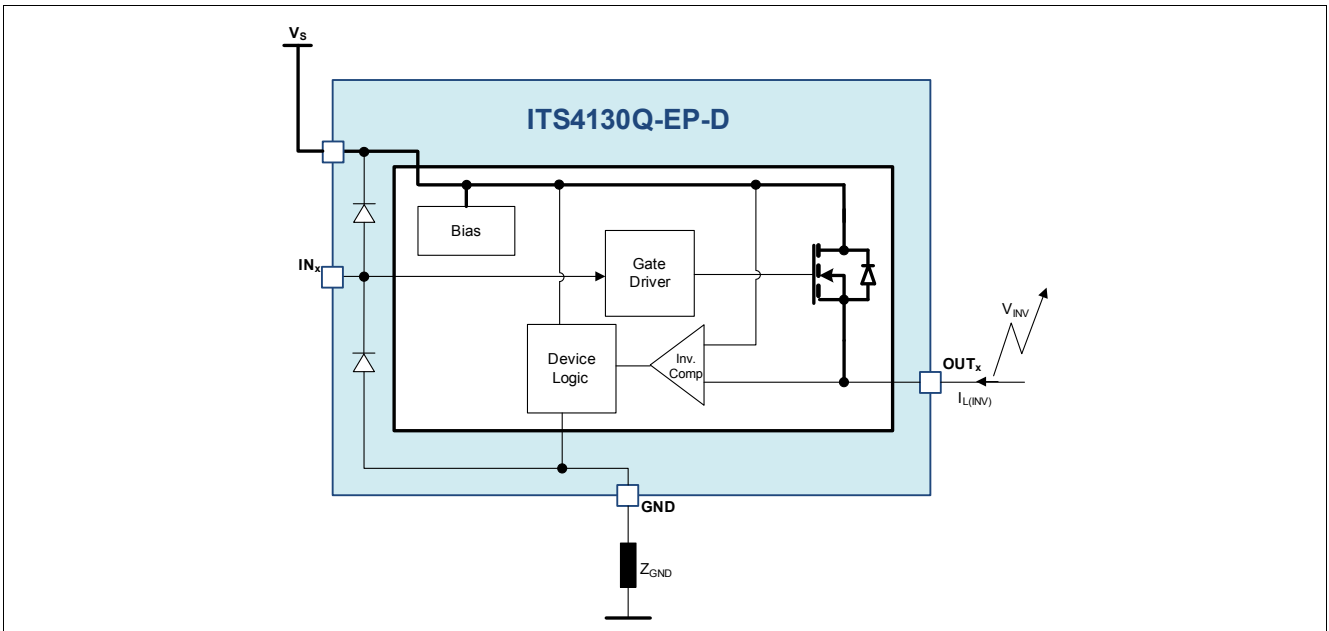 VS
ITS4130Q-EP-D
Bias
INx
Gate
Driver
VINV
Device
Logic
Inv.
Comp
OUTx
IL(INV)
GND
ZGND